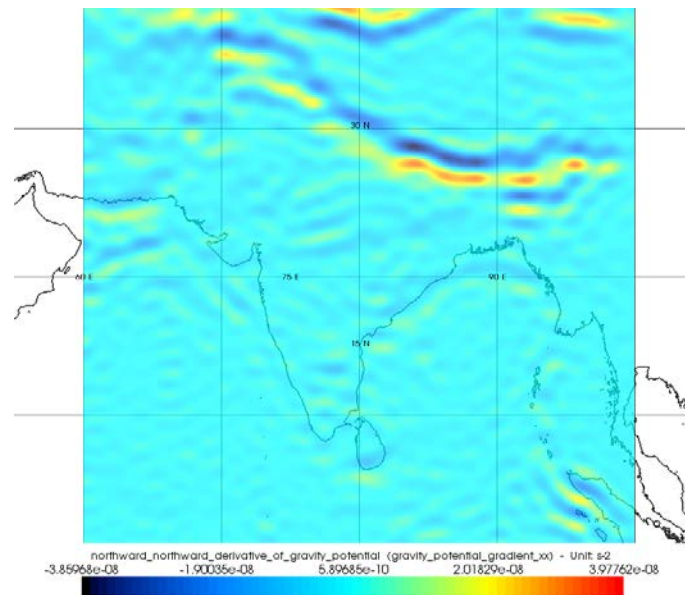 30 N
60 E 75 E 90 E
15 N
northward_northward_derivative_of_gravity_potential (gravity_potential_gradient_xx) - Unit: s-2
-3.85968e-08 -1.90035e-08 5.89685e-10 2.01829e-08 3.97762e-08